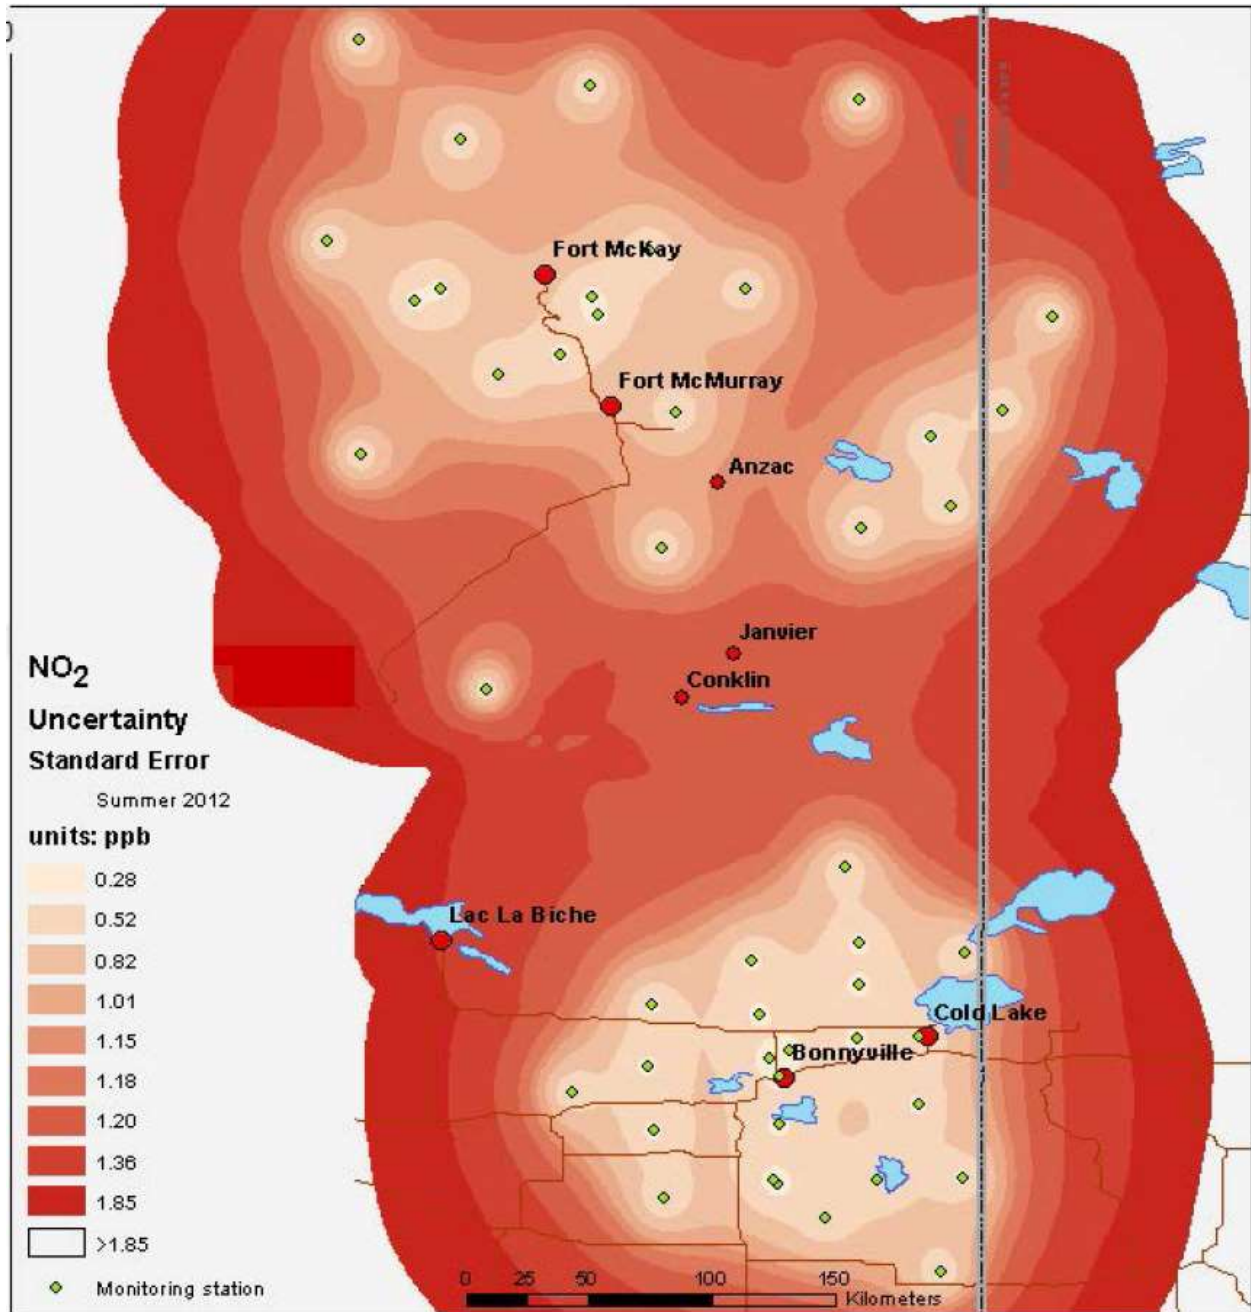 Fort McKay
Fort McMurray
Anzac
Janvier
Conklin
Lac La Biche
Cold Lake
Bonnyville
NO2
Uncertainty
Standard Error
Summer 2012
units: ppb
0.28
0.52
0.82
1.01
1.15
1.18
1.20
1.36
1.85
>1.85
Monitoring station
0 25 50 100 150
Kilometers